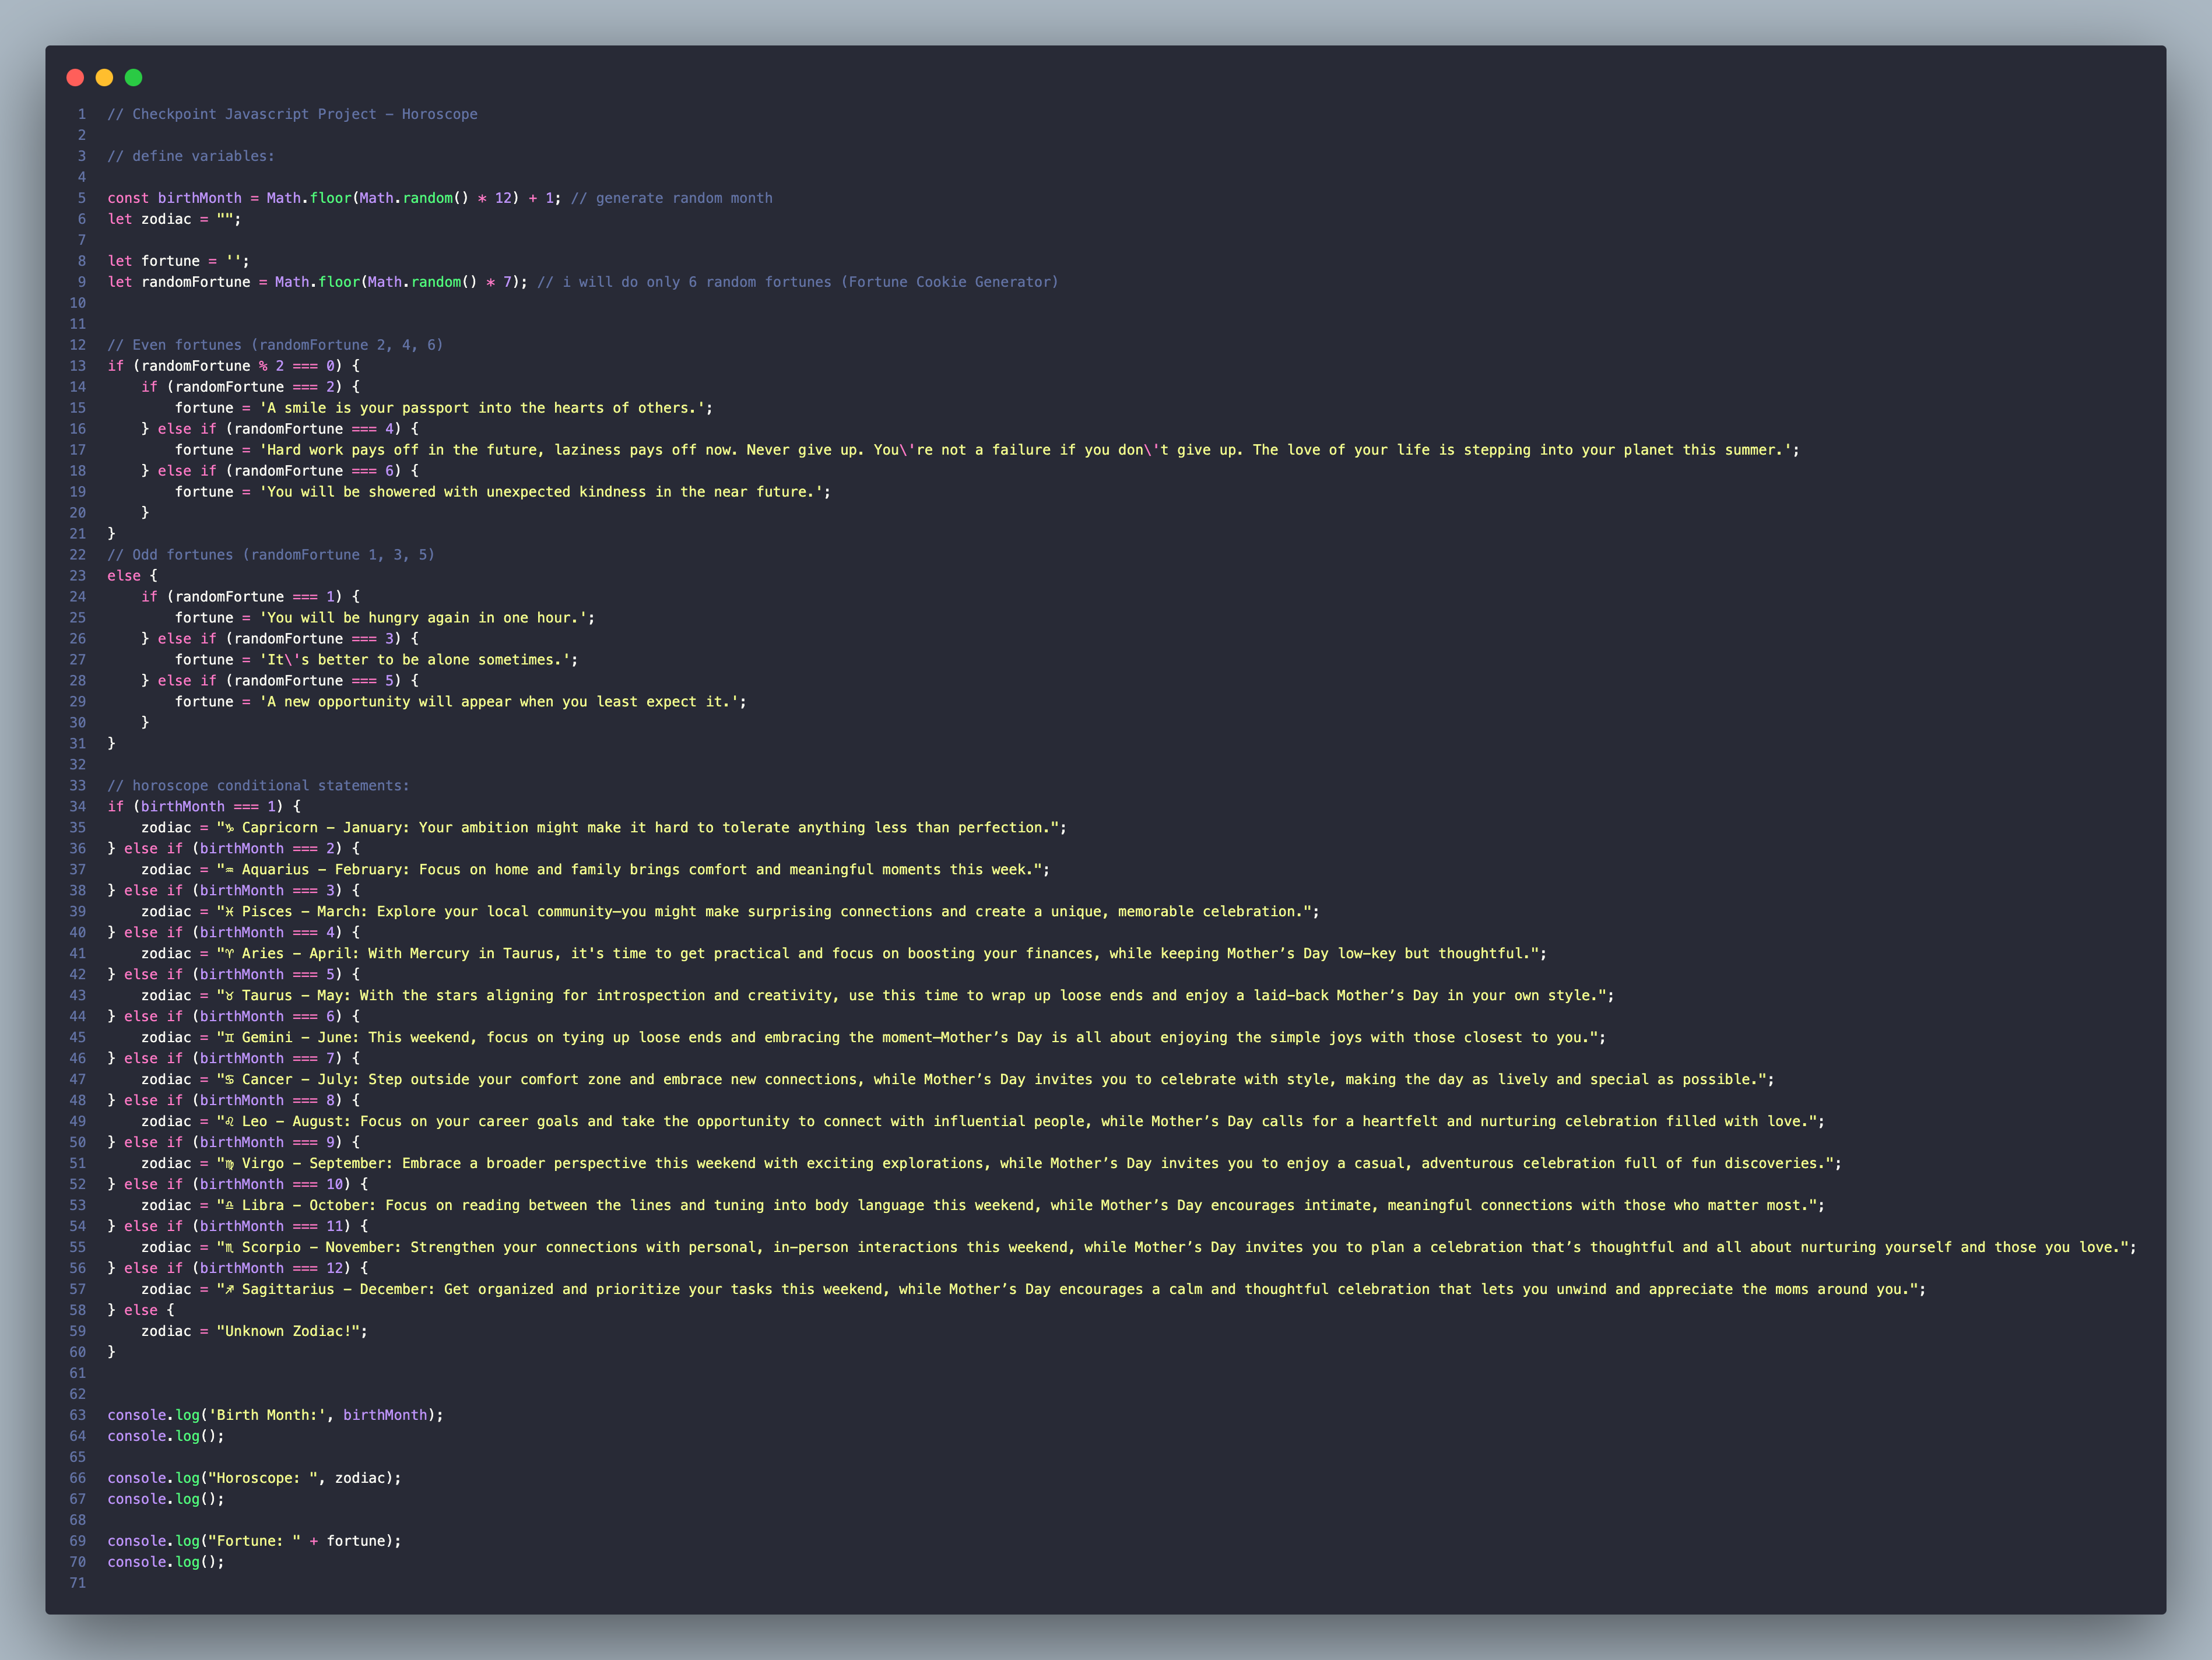 1 // Checkpoint Javascript Project - Horoscope
2
3 // define variables:
4
5 const birthMonth = Math.floor(Math.random() * 12) + 1; // generate random month
6 let zodiac = "";
7
8 let fortune = '';
9 let randomFortune = Math.floor(Math.random() * 7); // i will do only 6 random fortunes (Fortune Cookie Generator)
10
11
12 // Even fortunes (randomFortune 2, 4, 6)
13 if (randomFortune % 2 === 0) {
14     if (randomFortune === 2) {
15         fortune = 'A smile is your passport into the hearts of others.';
16     } else if (randomFortune === 4) {
17         fortune = 'Hard work pays off in the future, laziness pays off now. Never give up. You\'re not a failure if you don\'t give up. The love of your life is stepping into your planet this summer.';
18     } else if (randomFortune === 6) {
19         fortune = 'You will be showered with unexpected kindness in the near future.';
20     }
21 }
22 // Odd fortunes (randomFortune 1, 3, 5)
23 else {
24     if (randomFortune === 1) {
25         fortune = 'You will be hungry again in one hour.';
26     } else if (randomFortune === 3) {
27         fortune = 'It\'s better to be alone sometimes.';
28     } else if (randomFortune === 5) {
29         fortune = 'A new opportunity will appear when you least expect it.';
30     }
31 }
32
33 // horoscope conditional statements:
34 if (birthMonth === 1) {
35     zodiac = "♑ Capricorn – January: Your ambition might make it hard to tolerate anything less than perfection.";
36 } else if (birthMonth === 2) {
37     zodiac = "♒ Aquarius – February: Focus on home and family brings comfort and meaningful moments this week.";
38 } else if (birthMonth === 3) {
39     zodiac = "♓ Pisces – March: Explore your local community—you might make surprising connections and create a unique, memorable celebration.";
40 } else if (birthMonth === 4) {
41     zodiac = "♈ Aries – April: With Mercury in Taurus, it's time to get practical and focus on boosting your finances, while keeping Mother’s Day low-key but thoughtful.";
42 } else if (birthMonth === 5) {
43     zodiac = "♉ Taurus – May: With the stars aligning for introspection and creativity, use this time to wrap up loose ends and enjoy a laid-back Mother’s Day in your own style.";
44 } else if (birthMonth === 6) {
45     zodiac = "♊ Gemini – June: This weekend, focus on tying up loose ends and embracing the moment—Mother’s Day is all about enjoying the simple joys with those closest to you.";
46 } else if (birthMonth === 7) {
47     zodiac = "♋ Cancer – July: Step outside your comfort zone and embrace new connections, while Mother’s Day invites you to celebrate with style, making the day as lively and special as possible.";
48 } else if (birthMonth === 8) {
49     zodiac = "♌ Leo – August: Focus on your career goals and take the opportunity to connect with influential people, while Mother’s Day calls for a heartfelt and nurturing celebration filled with love.";
50 } else if (birthMonth === 9) {
51     zodiac = "♍ Virgo – September: Embrace a broader perspective this weekend with exciting explorations, while Mother’s Day invites you to enjoy a casual, adventurous celebration full of fun discoveries.";
52 } else if (birthMonth === 10) {
53     zodiac = "♎ Libra – October: Focus on reading between the lines and tuning into body language this weekend, while Mother’s Day encourages intimate, meaningful connections with those who matter most.";
54 } else if (birthMonth === 11) {
55     zodiac = "♏ Scorpio – November: Strengthen your connections with personal, in-person interactions this weekend, while Mother’s Day invites you to plan a celebration that’s thoughtful and all about nurturing yourself and those you love.";
56 } else if (birthMonth === 12) {
57     zodiac = "♐ Sagittarius – December: Get organized and prioritize your tasks this weekend, while Mother’s Day encourages a calm and thoughtful celebration that lets you unwind and appreciate the moms around you.";
58 } else {
59     zodiac = "Unknown Zodiac!";
60 }
61
62
63 console.log('Birth Month:', birthMonth);
64 console.log();
65
66 console.log("Horoscope: ", zodiac);
67 console.log();
68
69 console.log("Fortune: " + fortune);
70 console.log();
71